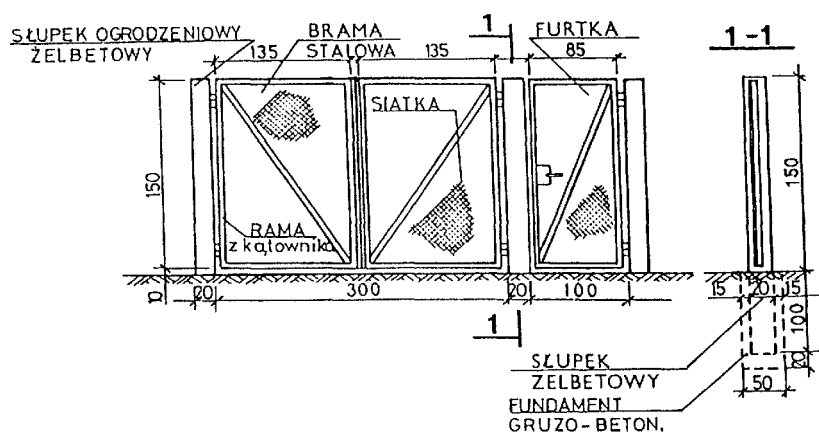 SŁUPEK OGRODZENIOWY
ŻELBETOWY
BRAMA
STALOWA
1
FURTKA
1-1
135
135
85
SIATKA
150
150
RAMA
z kątownika
10
20
300
20
100
15
20
15
100
20
50
1
SŁUPEK
ŻELBETOWY
FUNDAMENT
GRUZO-BETON.